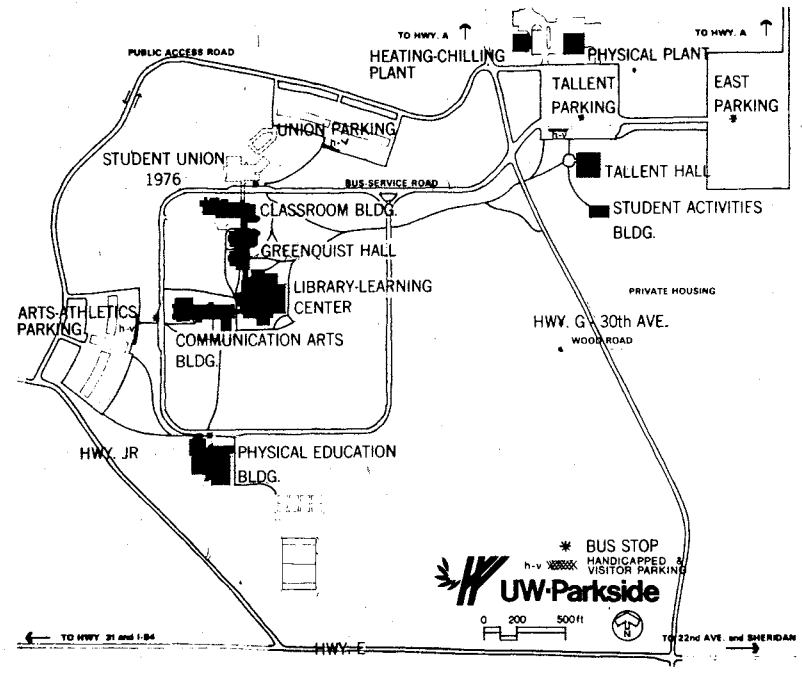 TO HWY. A
TO HWY. A
PUBLIC ACCESS ROAD
HEATING-CHILLING
PLANT
PHYSICAL PLANT
TALLENT
PARKING
EAST
PARKING
UNION PARKING
h-v
h-v
STUDENT UNION
1976
TALLENT HALL
BUS-SERVICE ROAD
CLASSROOM BLDG.
STUDENT ACTIVITIES
BLDG.
GREENQUIST HALL
LIBRARY-LEARNING
CENTER
PRIVATE HOUSING
ARTS-ATHLETICS
PARKING
h-v
HWY. G - 30th AVE.
WOOD ROAD
COMMUNICATION ARTS
BLDG.
HWY. JR
PHYSICAL EDUCATION
BLDG.
BUS STOP
h-v HANDICAPPED &
VISITOR PARKING
UW-Parkside
0 200 500 ft
N
TO HWY 31 and I-94
HWY. E
TO 22nd AVE. and SHERIDAN